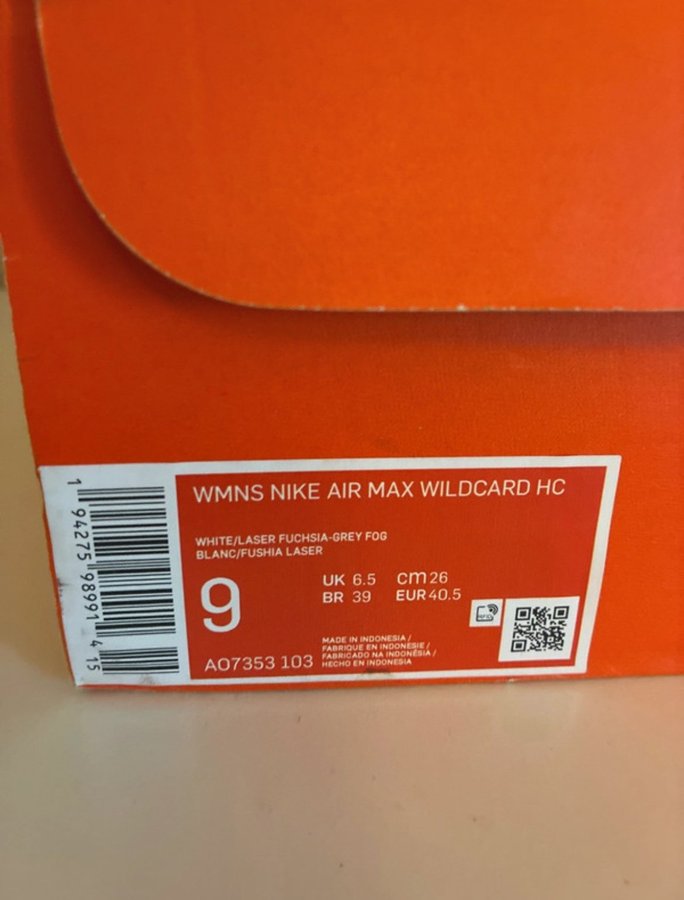 WMNS NIKE AIR MAX WILDCARD HC
WHITE/LASER FUCHSIA-GREY FOG
BLANC/FUSHIA LASER
9
UK 6.5 cm 26
BR 39 EUR 40.5
AO7353 103
MADE IN INDONESIA /
FABRIQUE EN INDONESIE /
FABRICADO NA INDONÉSIA /
HECHO EN INDONESIA
RFID
1 94275 98991 4 15